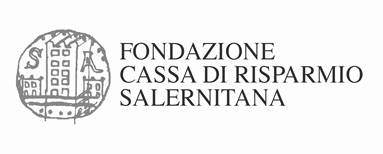 S A
FONDAZIONE
CASSA DI RISPARMIO
SALERNITANA